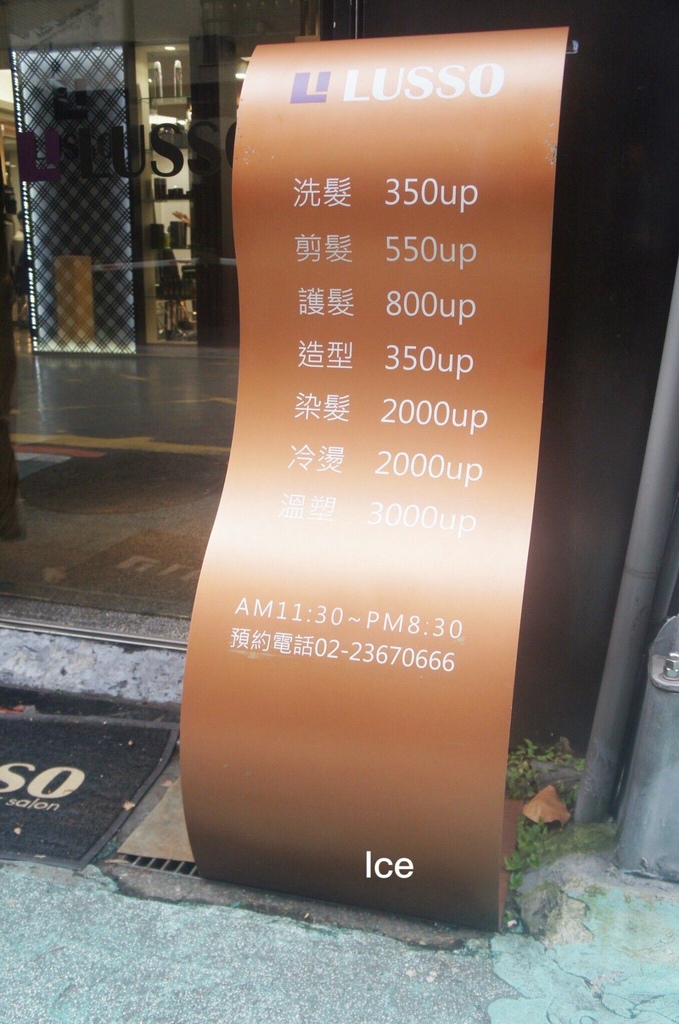 LUSSO
LUSSO
洗髮 350up
剪髮 550up
護髮 800up
造型 350up
染髮 2000up
冷燙 2000up
溫塑 3000up
AM11:30~PM8:30
預約電話02-23670666
SO
salon
Ice